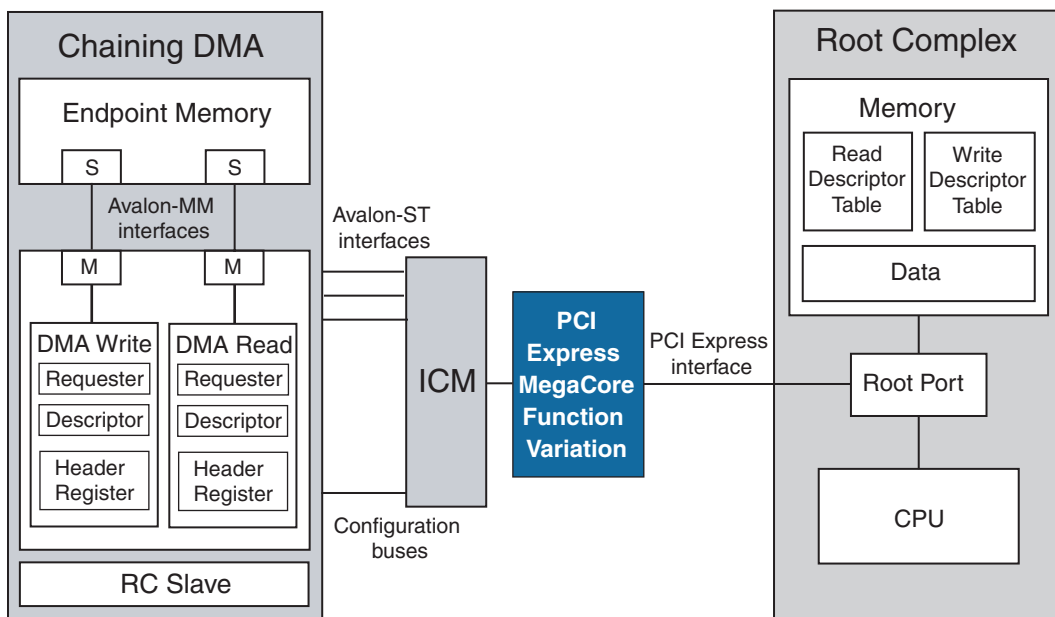 Chaining DMA
Endpoint Memory
S
S
Avalon-MM
interfaces
M
M
DMA Write
Requester
Descriptor
Header
Register
DMA Read
Requester
Descriptor
Header
Register
RC Slave
Avalon-ST
interfaces
Configuration
buses
ICM
PCI
Express
MegaCore
Function
Variation
PCI Express
interface
Root Complex
Memory
Read
Descriptor
Table
Write
Descriptor
Table
Data
Root Port
CPU